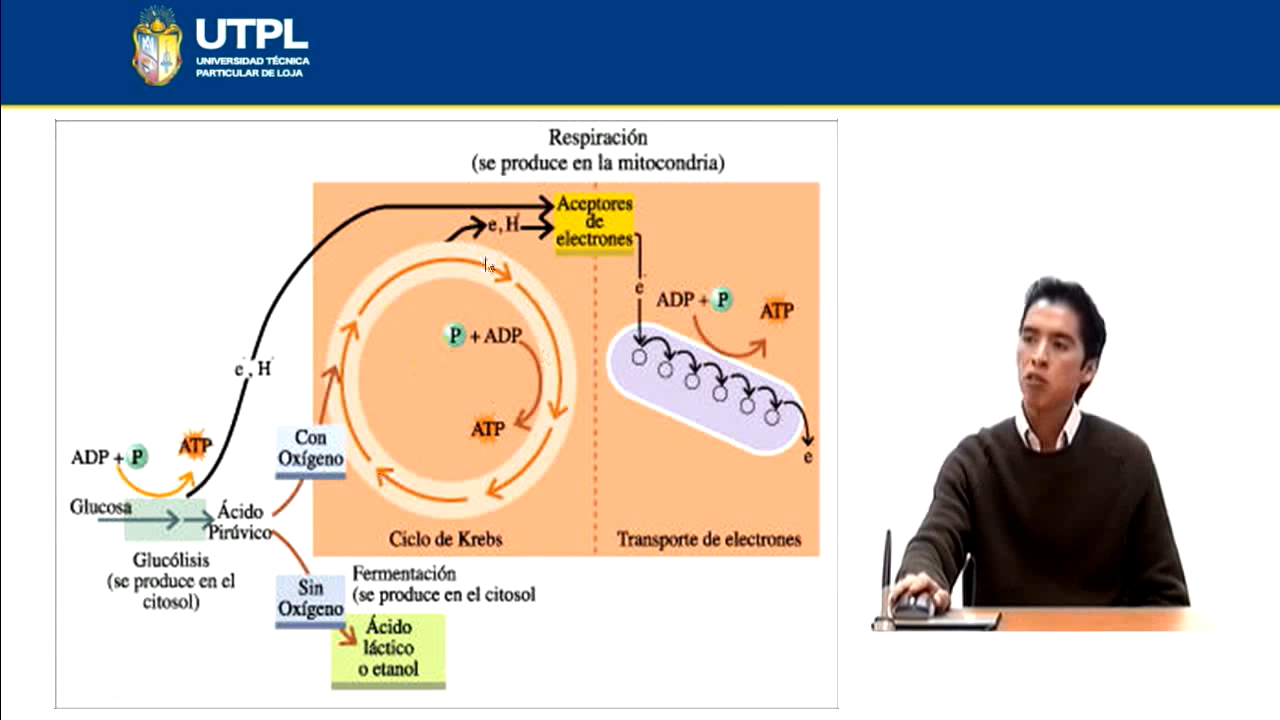 UTPL
UNIVERSIDAD TÉCNICA
PARTICULAR DE LOJA
Respiración
(se produce en la mitocondria)
Aceptores
de
electrones
e, H
e
ADP + P
ATP
P + ADP
ATP
e, H
Con
Oxígeno
ADP + P
ATP
e
Glucosa
Ácido
Pirúvico
Ciclo de Krebs
Transporte de electrones
Glucólisis
(se produce en el
citosol)
Sin
Oxígeno
Fermentación
(se produce en el citosol
Ácido
láctico
o etanol